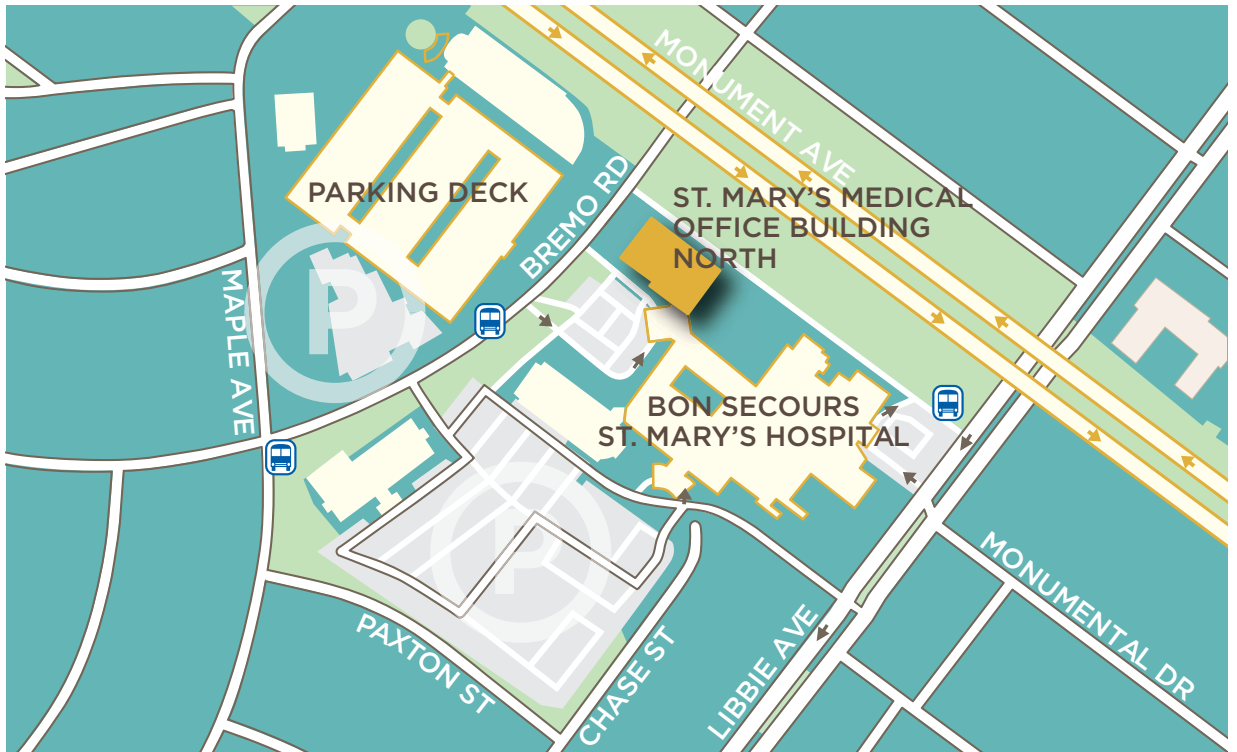 MONUMENT AVE
PARKING DECK
BREMO RD
ST. MARY'S MEDICAL
OFFICE BUILDING
NORTH
MAPLE AVE
P
BON SECOURS
ST. MARY'S HOSPITAL
P
MONUMENTAL DR
PAXTON ST
CHASE ST
LIBBIE AVE